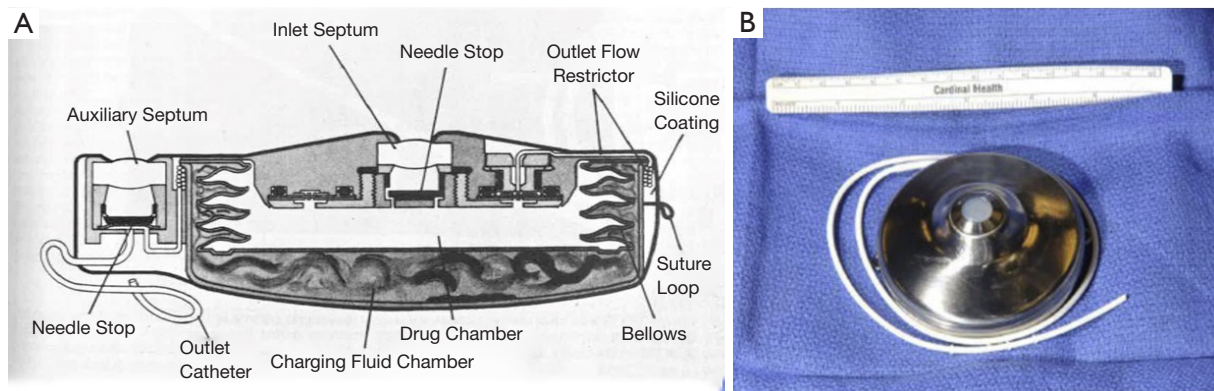 A
Inlet Septum
Needle Stop
Outlet Flow
Restrictor
Silicone
Coating
Auxiliary Septum
Suture
Loop
Needle Stop
Drug Chamber
Bellows
Outlet
Catheter
Charging Fluid Chamber
B
Cardinal Health